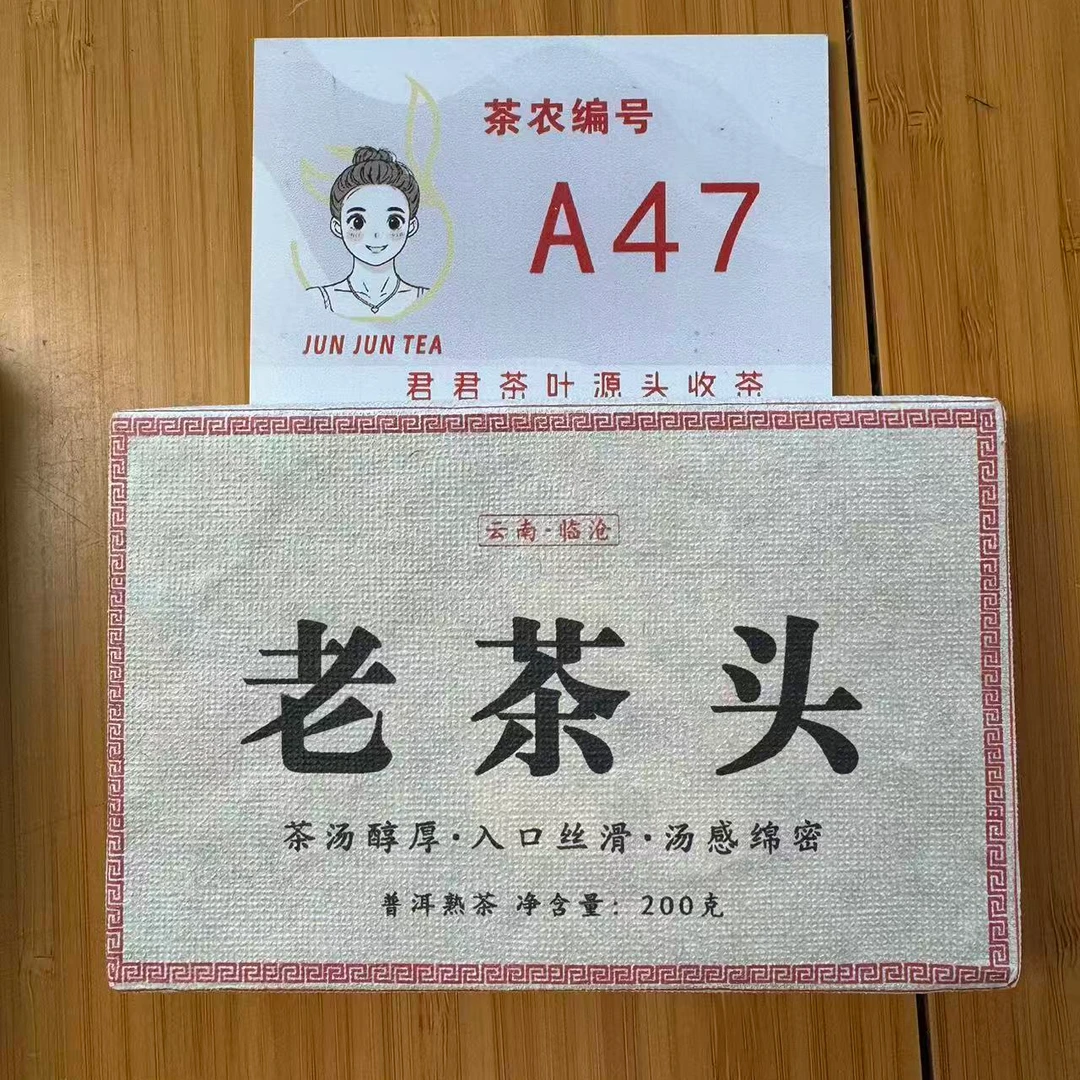 茶农编号
A47
JUN JUN TEA
君君茶叶源头收茶
云南·临沧
老茶头
茶汤醇厚·入口丝滑·汤感绵密
普洱熟茶 净含量：200克